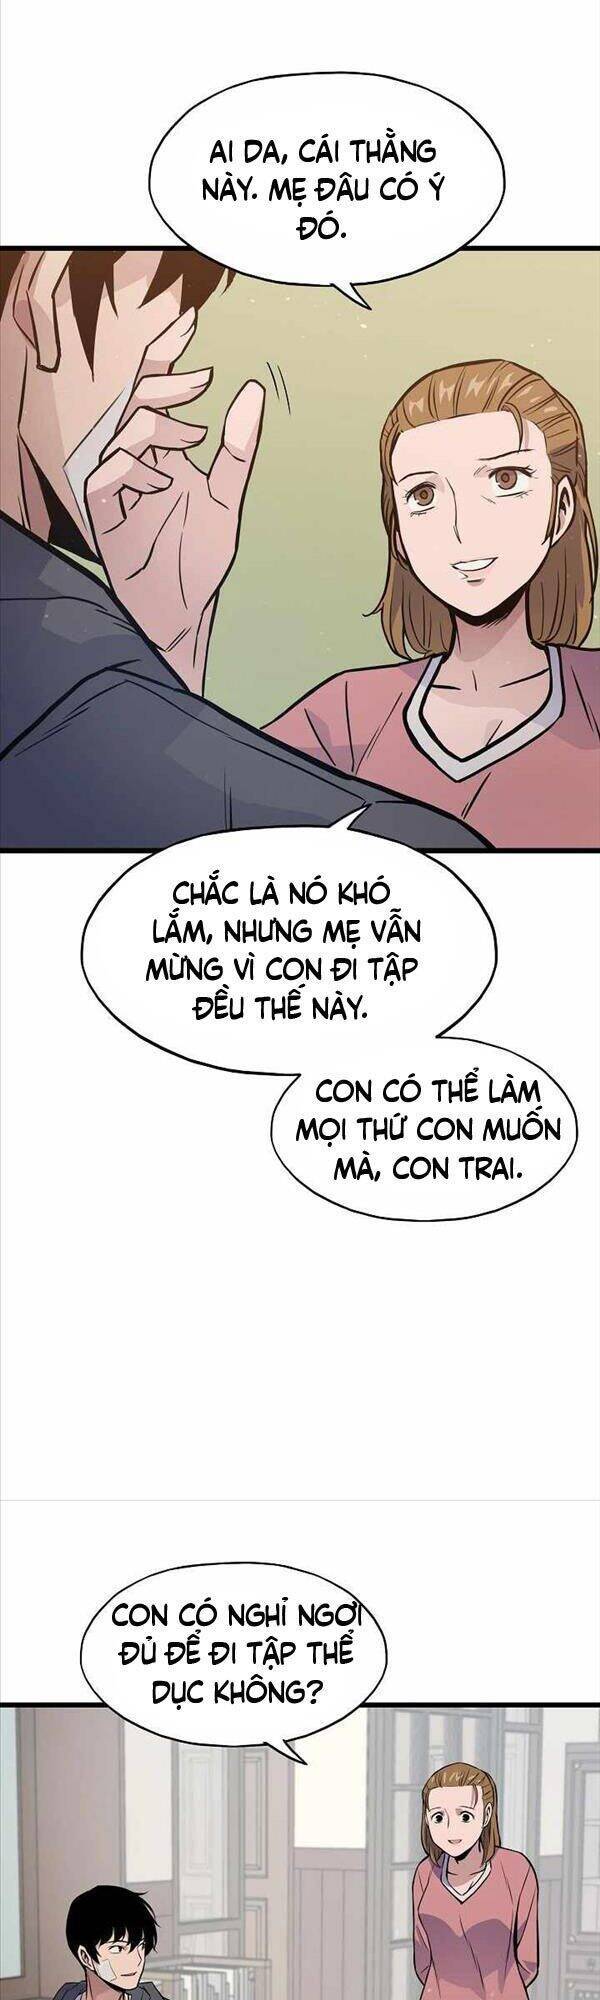 AI DA, CÁI THẰNG
NÀY. MẸ ĐÂU CÓ Ý
ĐÓ.
CHẮC LÀ NÓ KHÓ
LẮM, NHƯNG MẸ VẪN
MỪNG VÌ CON ĐI TẬP
ĐỀU THẾ NÀY.
CON CÓ THỂ LÀM
MỌI THỨ CON MUỐN
MÀ, CON TRAI.
CON CÓ NGHỈ NGƠI
ĐỦ ĐỂ ĐI TẬP THỂ
DỤC KHÔNG?